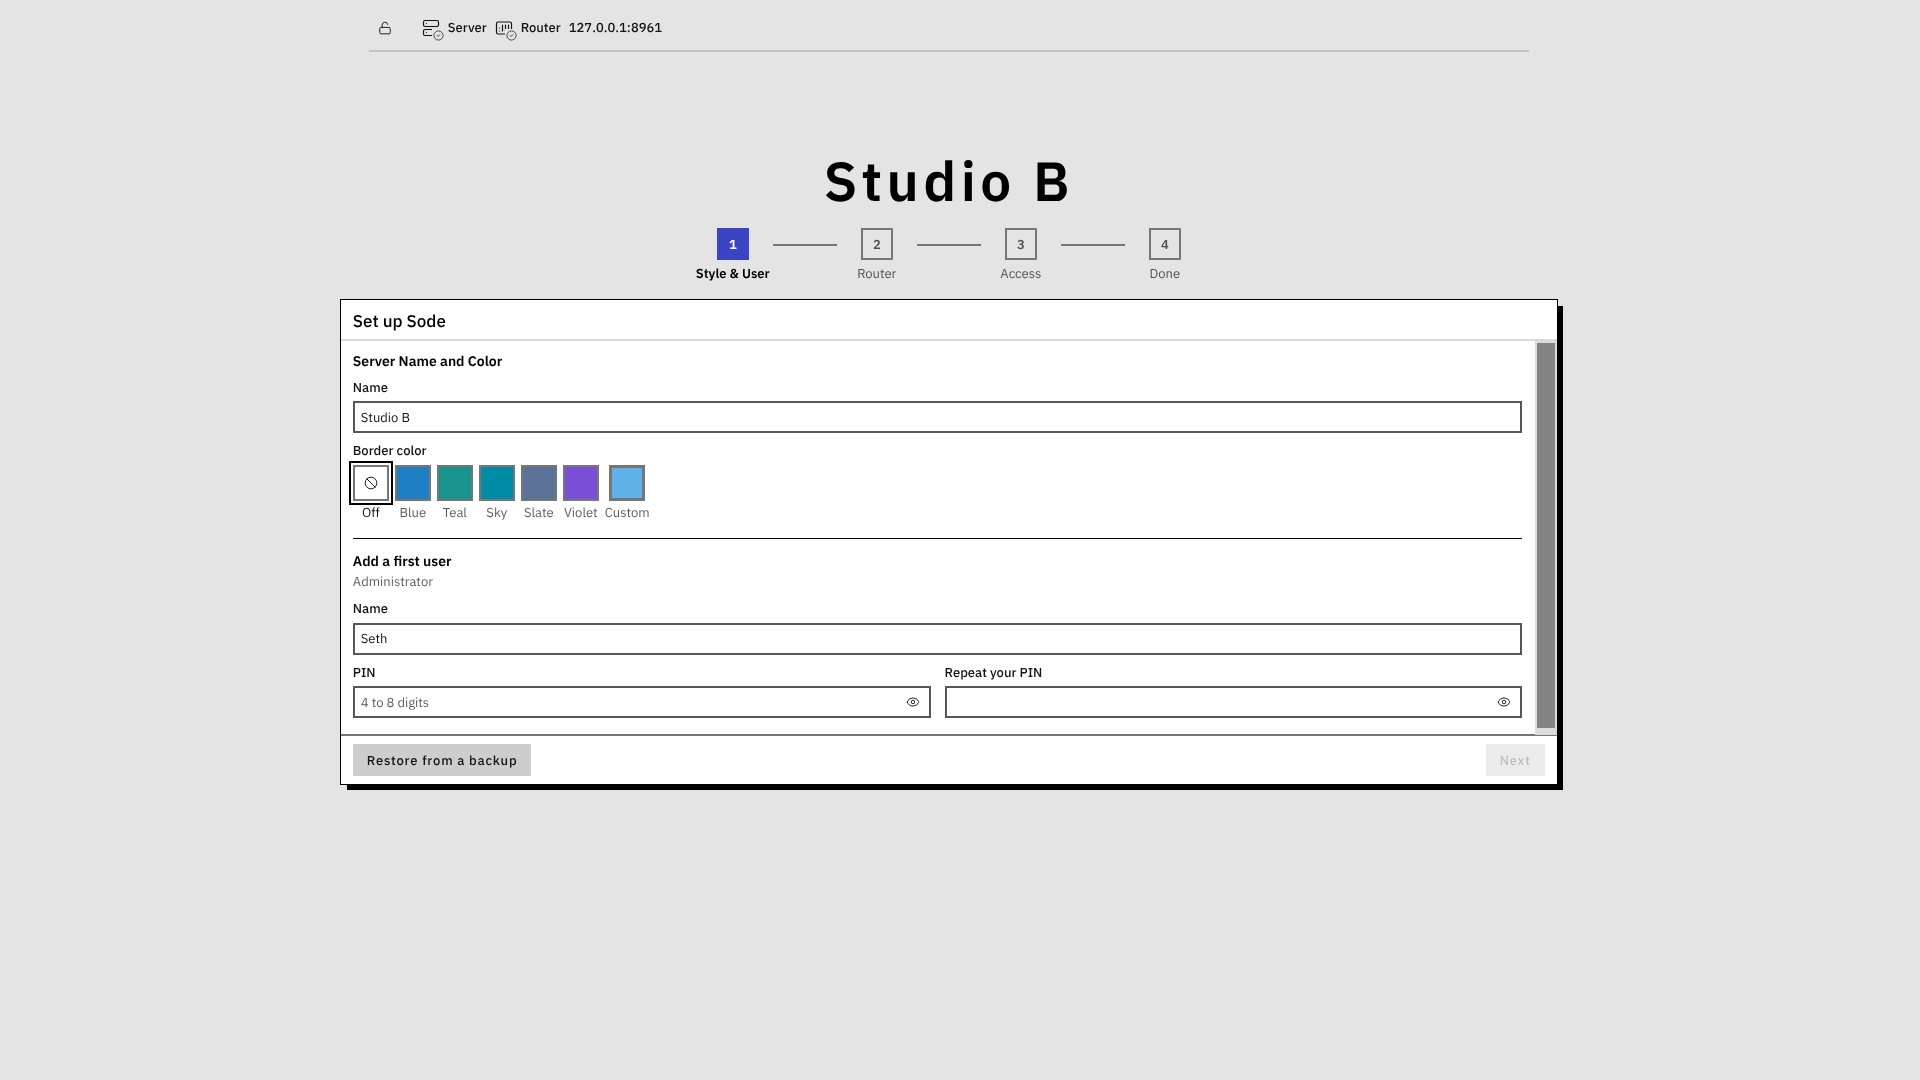 Server Router 127.0.0.1:8961
Studio B
1 2 3 4
Style & User Router Access Done
Set up Sode
Server Name and Color
Name
Studio B
Border color
Off Blue Teal Sky Slate Violet Custom
Add a first user
Administrator
Name
Seth
PIN Repeat your PIN
4 to 8 digits
Restore from a backup Next